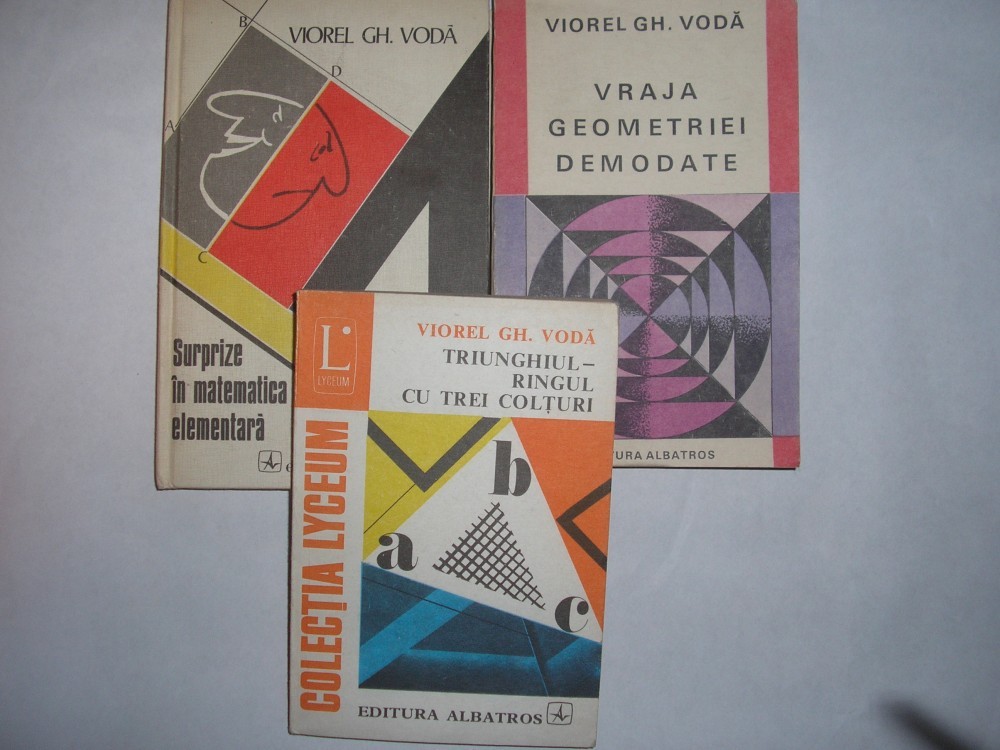 VIOREL GH. VODĂ
B
D
A
C
Surprize
în matematica
elementară
VIOREL GH. VODĂ
VRAJA
GEOMETRIEI
DEMODATE
TURA ALBATROS
L
LYCEUM
VIOREL GH. VODĂ
TRIUNGHIUL–
RINGUL
CU TREI COLȚURI
COLECȚIA LYCEUM
b
a
c
EDITURA ALBATROS